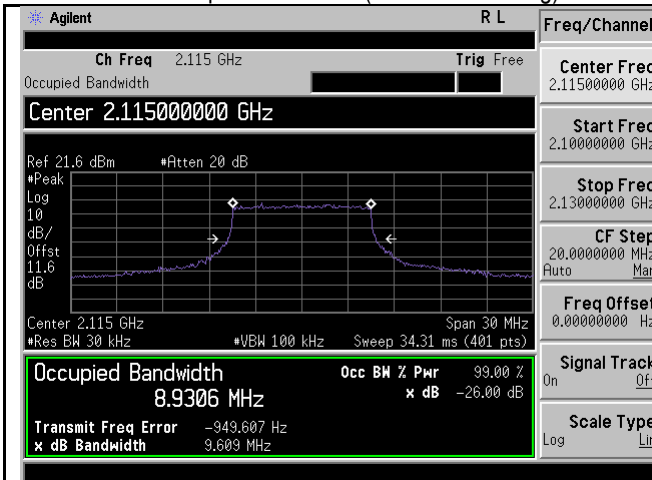 Agilent R L
Ch Freq 2.115 GHz Trig Free
Occupied Bandwidth
Center 2.115000000 GHz
Ref 21.6 dBm #Atten 20 dB
#Peak
Log
10
dB/
Offst
11.6
dB
Center 2.115 GHz Span 30 MHz
#Res BW 30 kHz #VBW 100 kHz Sweep 34.31 ms (401 pts)
Occupied Bandwidth Occ BW % Pwr 99.00 %
8.9306 MHz x dB -26.00 dB
Transmit Freq Error -949.607 Hz
x dB Bandwidth 9.609 MHz
Freq/Channel
Center Freq
2.11500000 GHz
Start Freq
2.10000000 GHz
Stop Freq
2.13000000 GHz
CF Step
20.0000000 MHz
Auto Man
Freq Offset
0.00000000 Hz
Signal Track
On Off
Scale Type
Log Lin